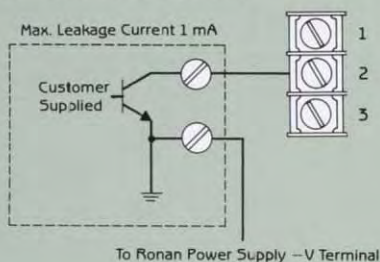 Max. Leakage Current 1 mA
1
Customer
Supplied
2
3
To Ronan Power Supply –V Terminal